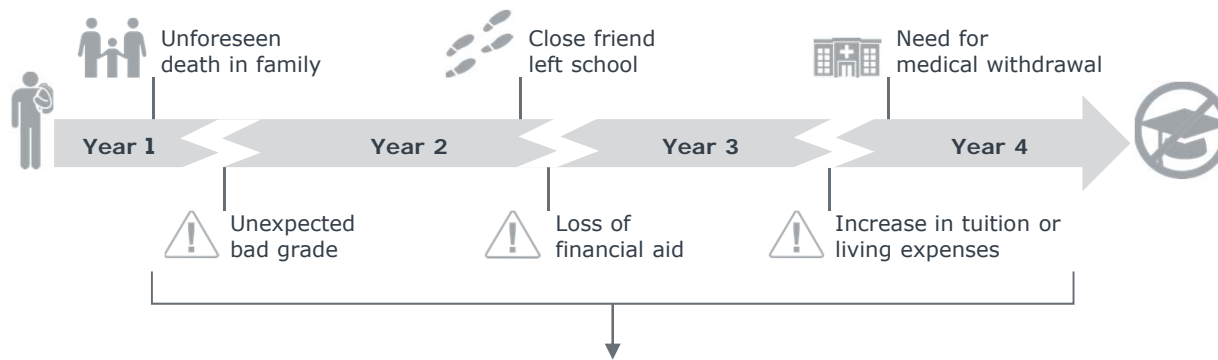 Unforeseen
death in family
Close friend
left school
Need for
medical withdrawal
Year 1
Year 2
Year 3
Year 4
Unexpected
bad grade
Loss of
financial aid
Increase in tuition or
living expenses